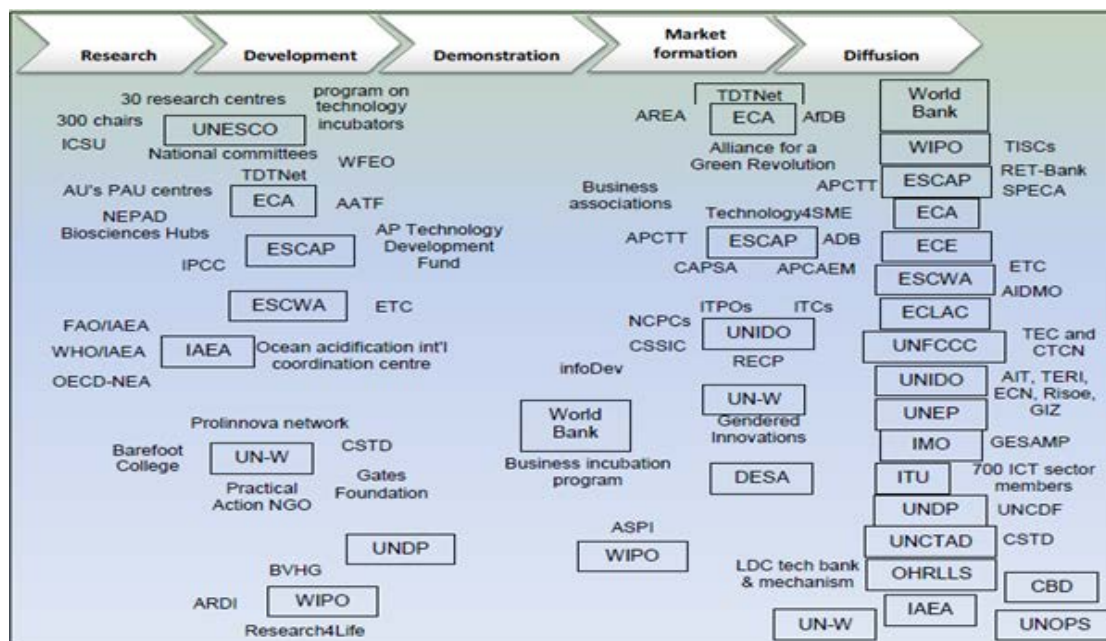 Research
Development
Demonstration
Market
formation
Diffusion
30 research centres
program on
technology
incubators
300 chairs
UNESCO
ICSU
National committees
WFEO
TDTNet
AU's PAU centres
ECA
AATF
NEPAD
Biosciences Hubs
ESCAP
AP Technology
Development
Fund
IPCC
ESCWA
ETC
FAO/IAEA
WHO/IAEA
IAEA
Ocean acidification int'l
coordination centre
OECD-NEA
Prolinnova network
Barefoot
College
UN-W
CSTD
Practical
Action NGO
Gates
Foundation
UNDP
BVHG
ARDI
WIPO
Research4Life
infoDev
World
Bank
Business incubation
program
ASPI
WIPO
TDTNet
AREA
ECA
AfDB
Alliance for a
Green Revolution
Business
associations
Technology4SME
APCTT
ESCAP
ADB
CAPSA
APCAEM
ITPOs
ITCs
NCPCs
UNIDO
CSSIC
RECP
UN-W
Gendered
Innovations
DESA
World
Bank
WIPO
TISCs
APCTT
ESCAP
RET-Bank
SPECA
ECA
ECE
ESCWA
ETC
AIDMO
ECLAC
UNFCCC
TEC and
CTCN
UNIDO
AIT, TERI,
ECN, Risoe,
GIZ
UNEP
IMO
GESAMP
ITU
700 ICT sector
members
UNDP
UNCDF
UNCTAD
CSTD
LDC tech bank
& mechanism
OHRLLS
CBD
IAEA
UN-W
UNOPS